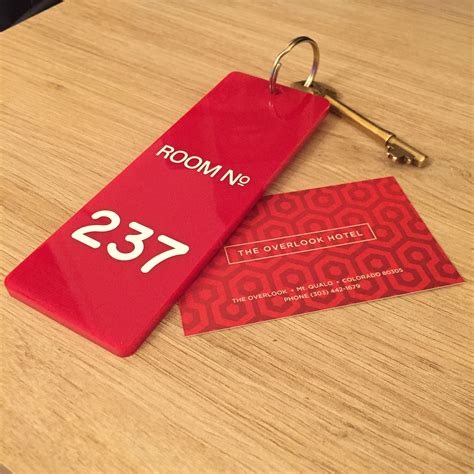 ROOM Nº
237
THE OVERLOOK HOTEL
THE OVERLOOK • Mt. QUALO • COLORADO 80305
PHONE (303) 442-1679